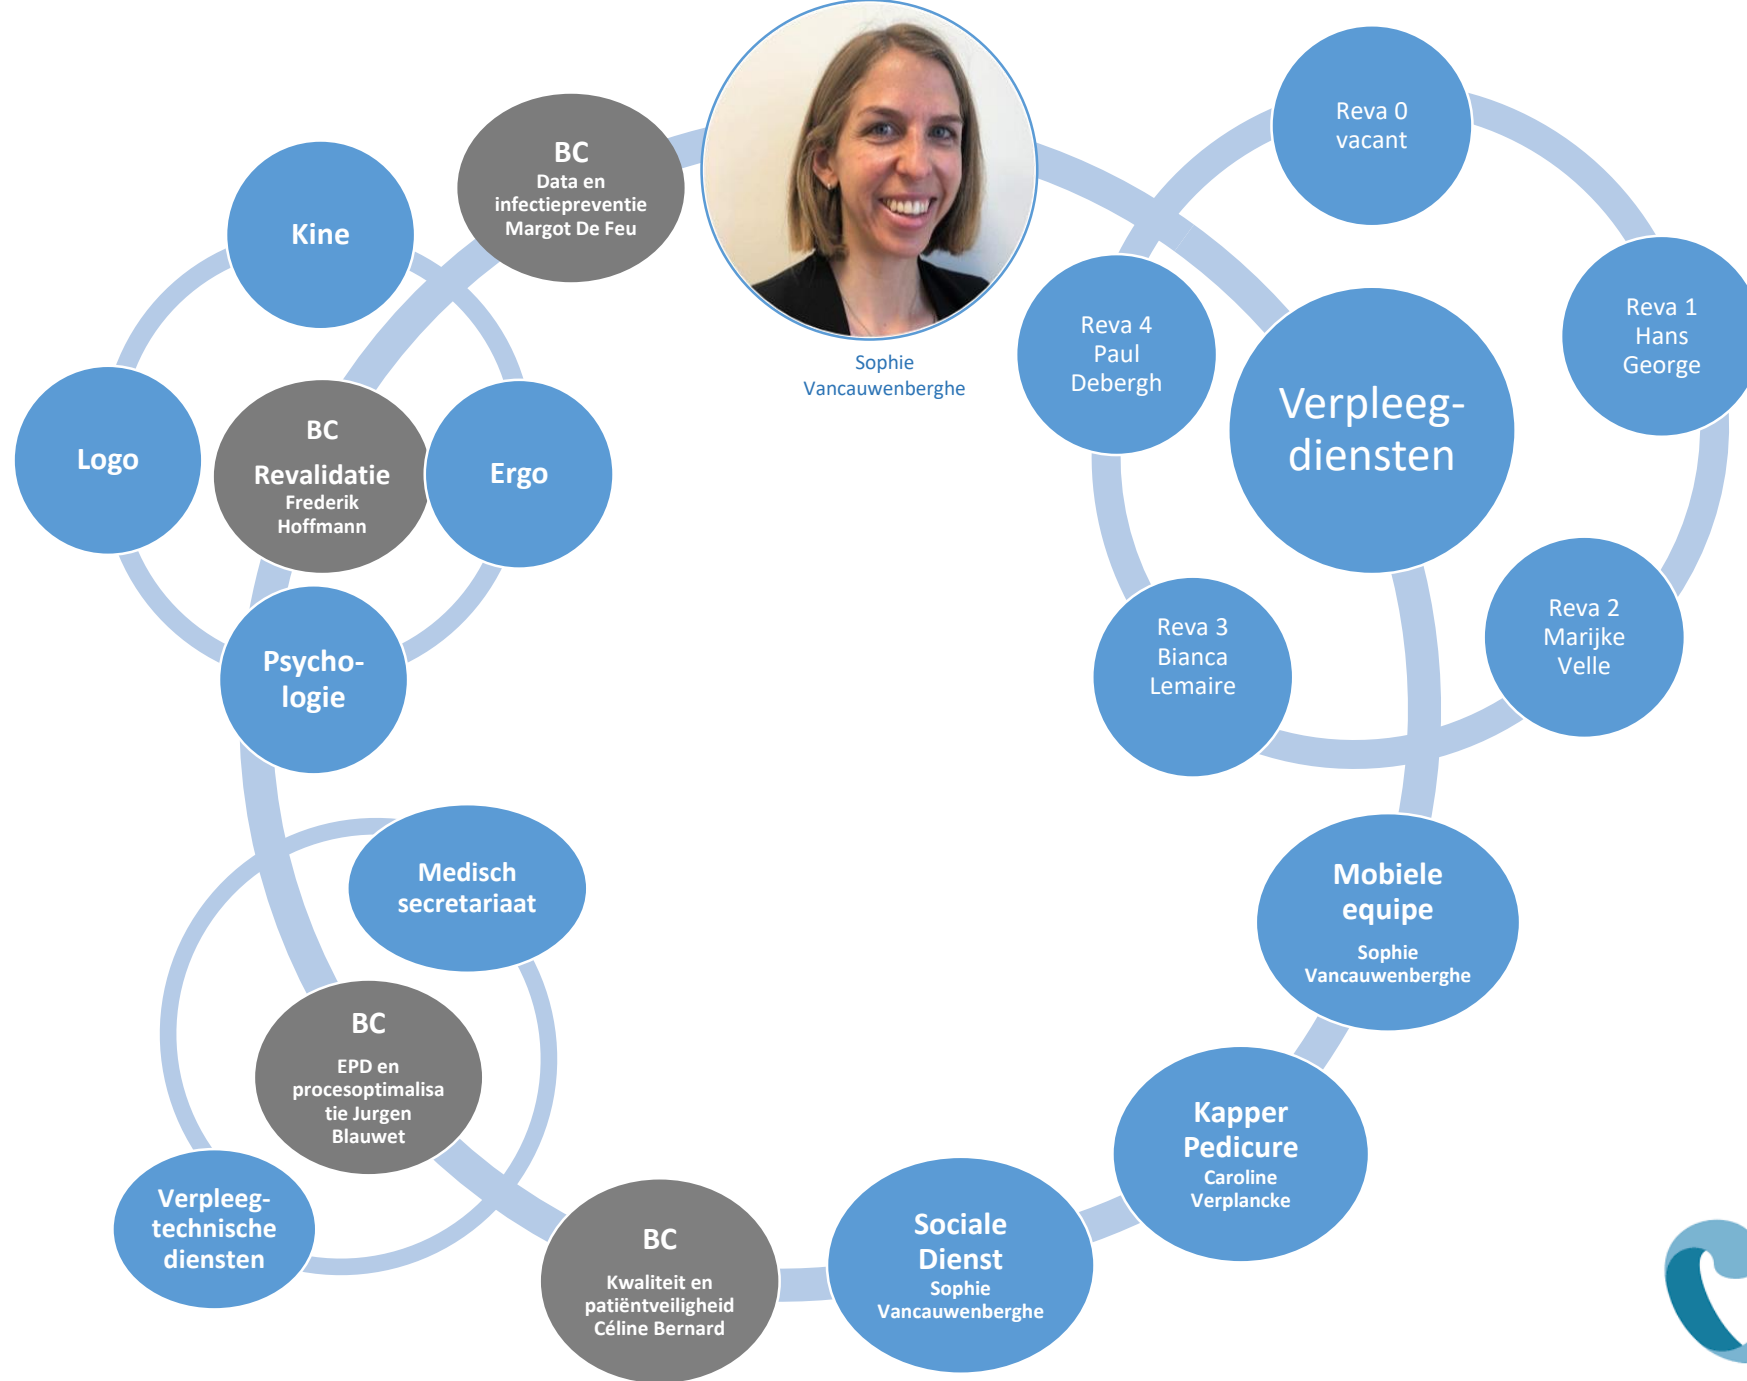 Sophie
Vancauwenberghe
BC
Data en
infectiepreventie
Margot De Feu
Kine
Logo
BC
Revalidatie
Frederik
Hoffmann
Ergo
Psycho-
logie
Medisch
secretariaat
BC
EPD en
procesoptimalisa
tie Jurgen
Blauwet
Verpleeg-
technische
diensten
BC
Kwaliteit en
patiëntveiligheid
Céline Bernard
Sociale
Dienst
Sophie
Vancauwenberghe
Kapper
Pedicure
Caroline
Verplancke
Mobiele
equipe
Sophie
Vancauwenberghe
Verpleeg-
diensten
Reva 0
vacant
Reva 1
Hans
George
Reva 2
Marijke
Velle
Reva 3
Bianca
Lemaire
Reva 4
Paul
Debergh